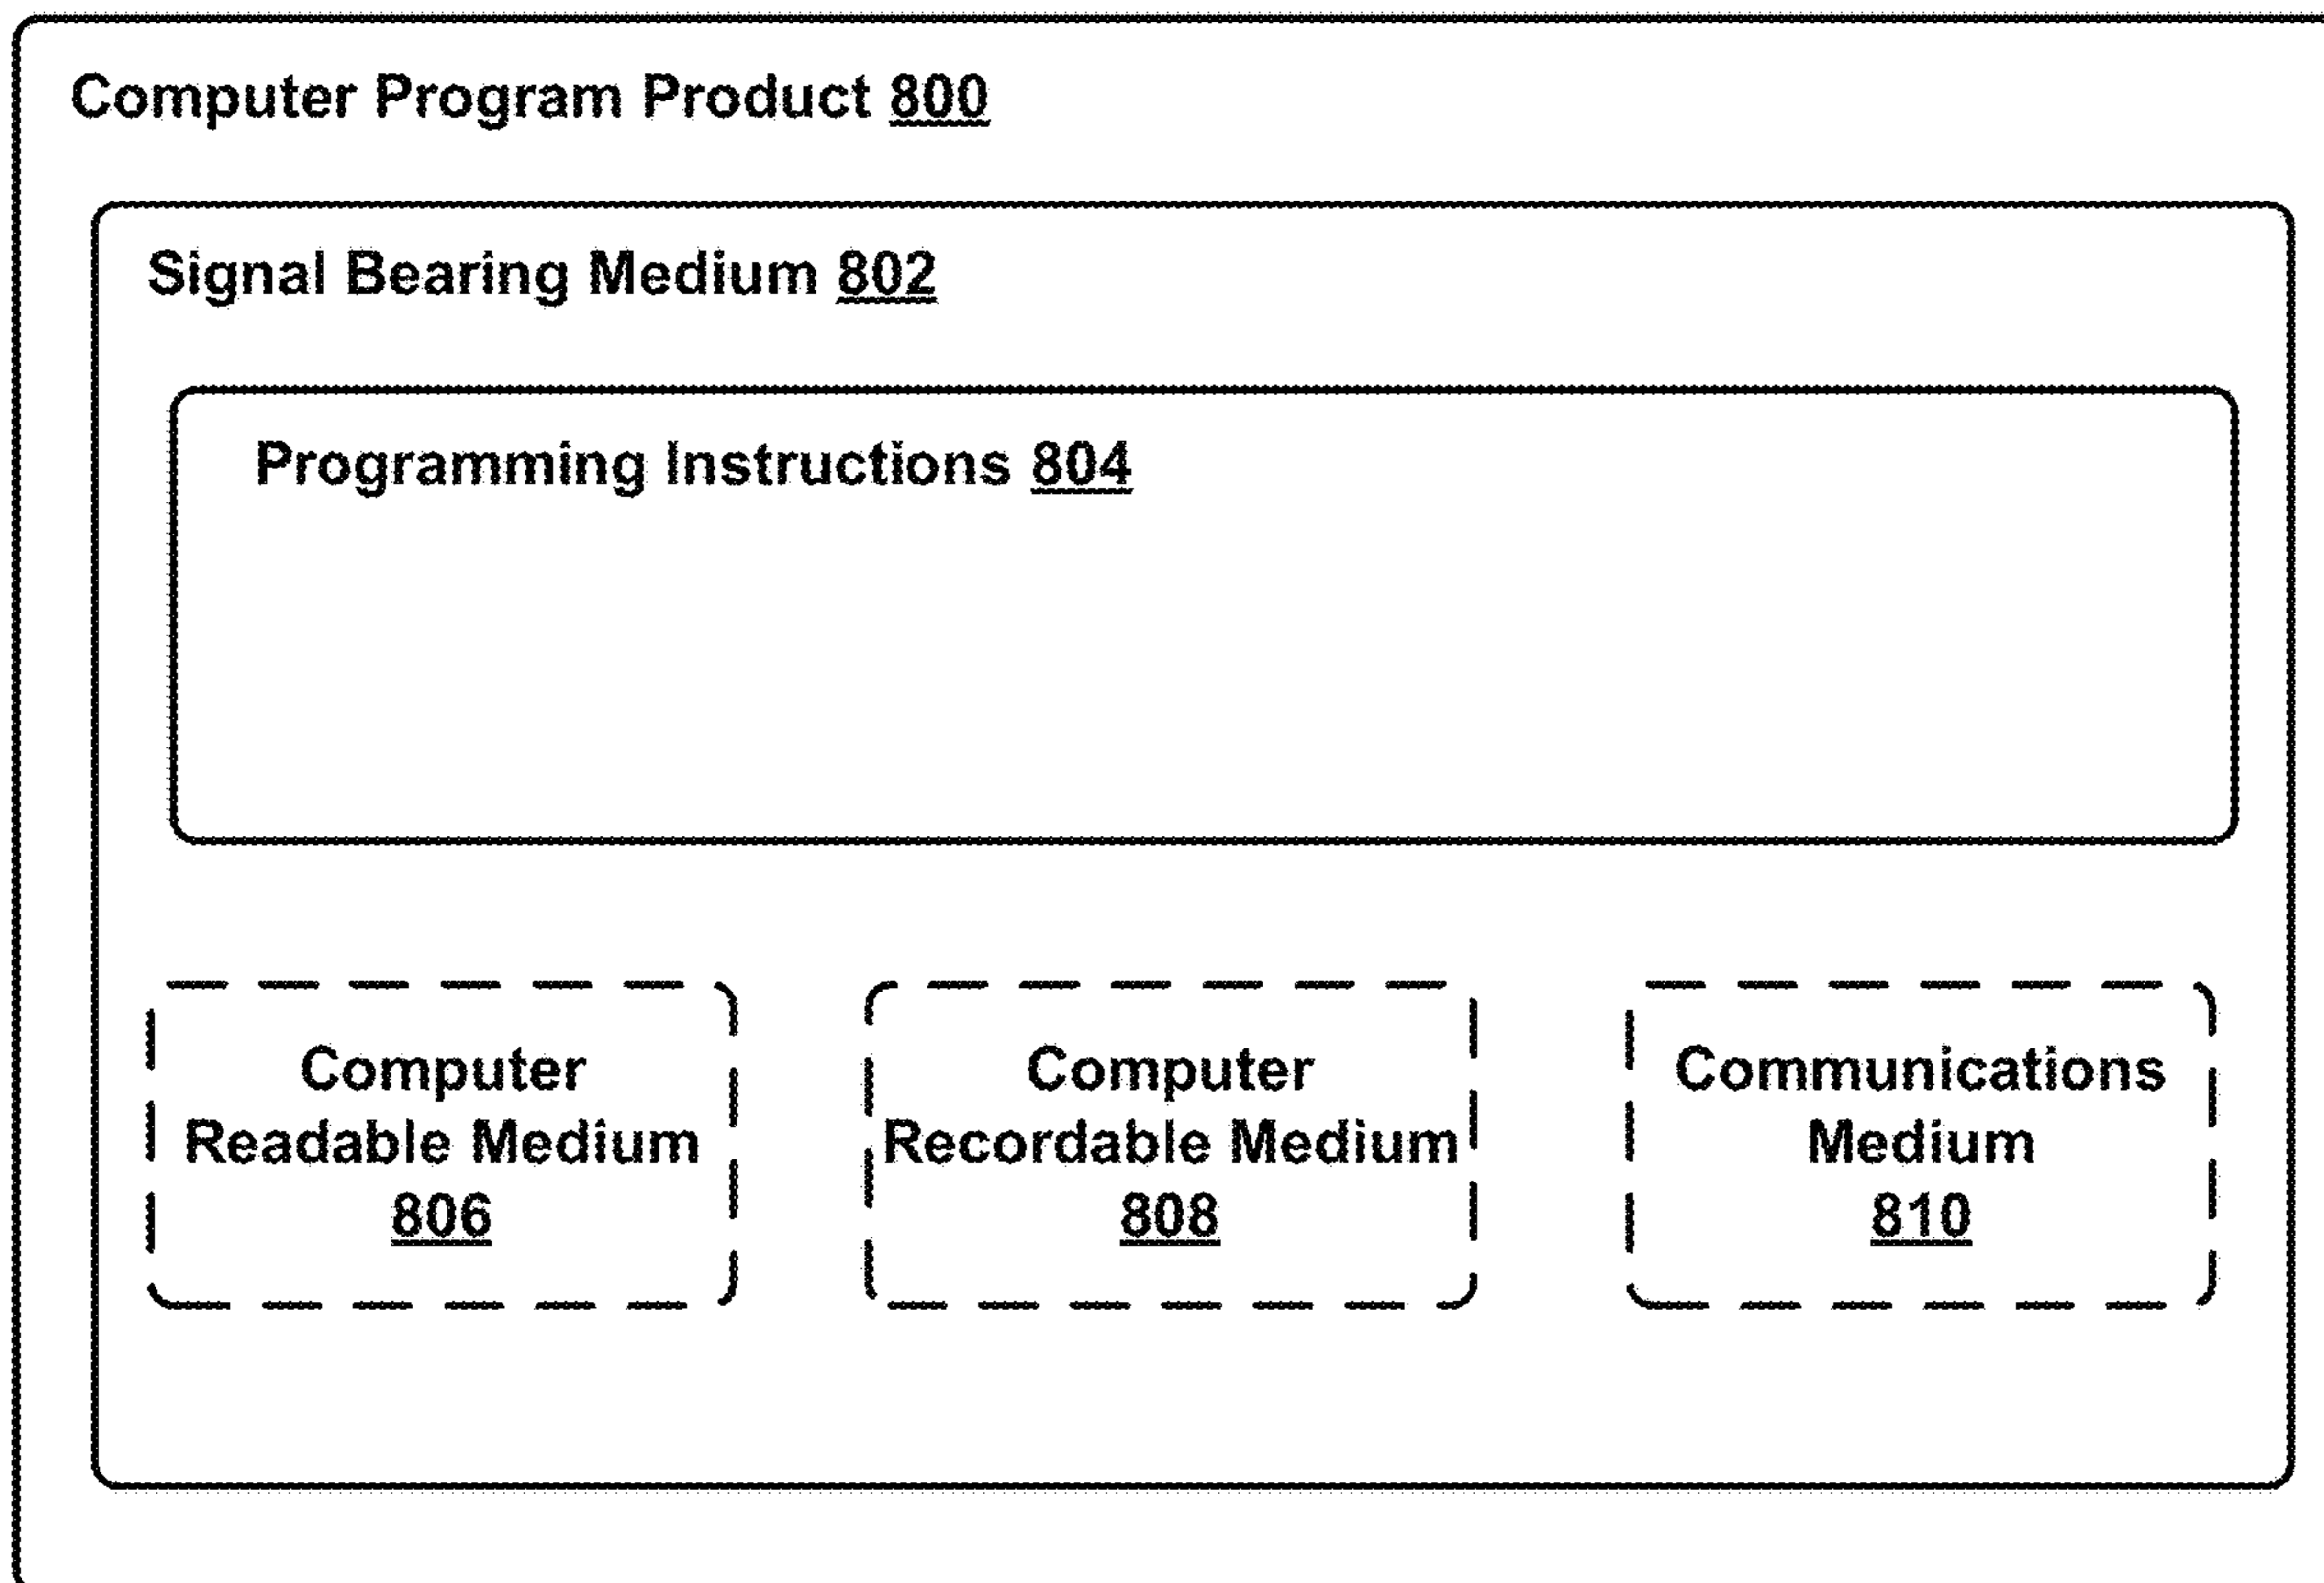 Computer Program Product 800
Signal Bearing Medium 802
Programming Instructions 804
Computer
Readable Medium
806
Computer
Recordable Medium
808
Communications
Medium
810